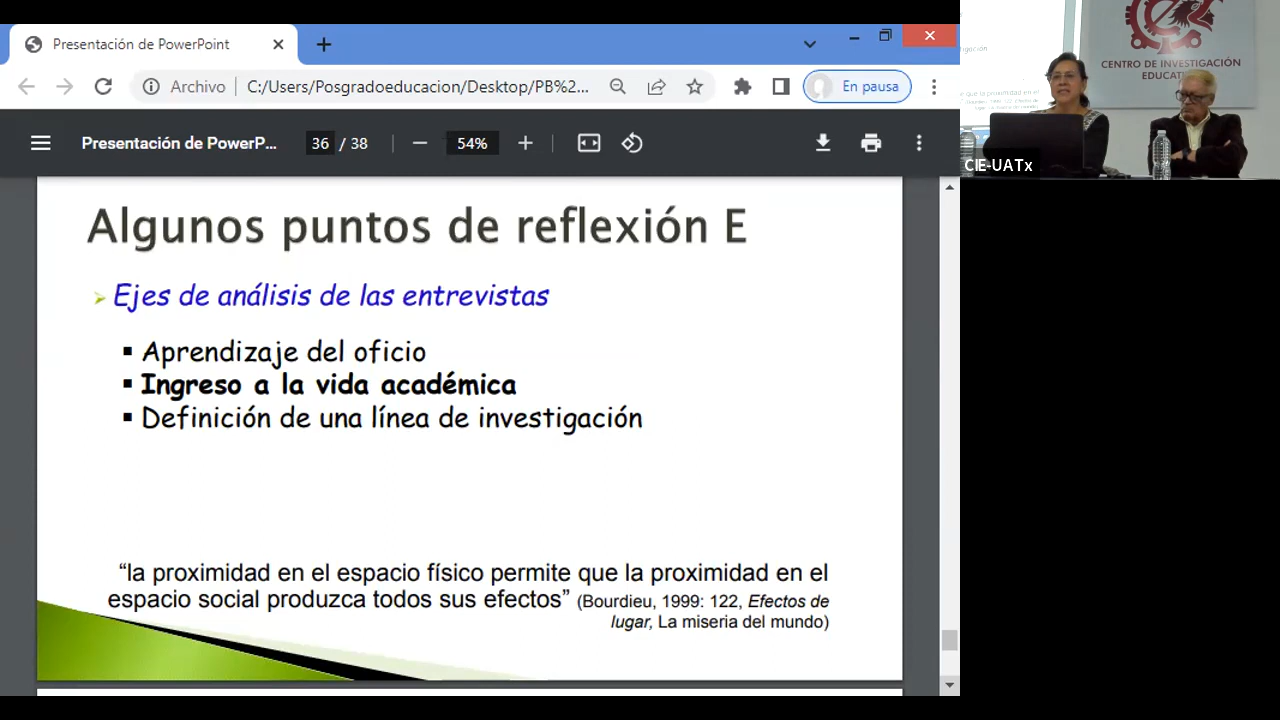 Presentación de PowerPoint
Archivo
C:/Users/Posgradoeducacion/Desktop/PB%2...
En pausa
Presentación de PowerP...
36 / 38
54%
Algunos puntos de reflexión E
Ejes de análisis de las entrevistas
Aprendizaje del oficio
Ingreso a la vida académica
Definición de una línea de investigación
“la proximidad en el espacio físico permite que la proximidad en el
espacio social produzca todos sus efectos” (Bourdieu, 1999: 122, Efectos de
lugar, La miseria del mundo)
CENTRO DE INVESTIGACIÓN
CIE-UATx